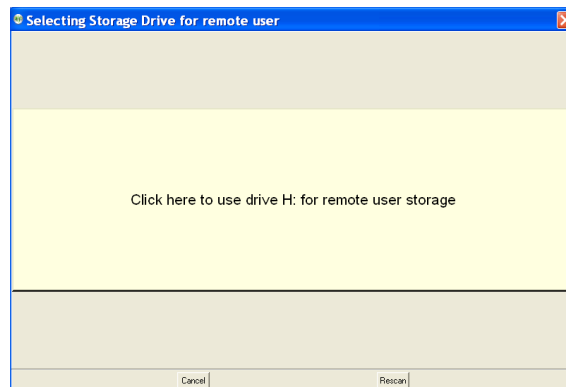 Selecting Storage Drive for remote user
Click here to use drive H: for remote user storage
Cancel Rescan